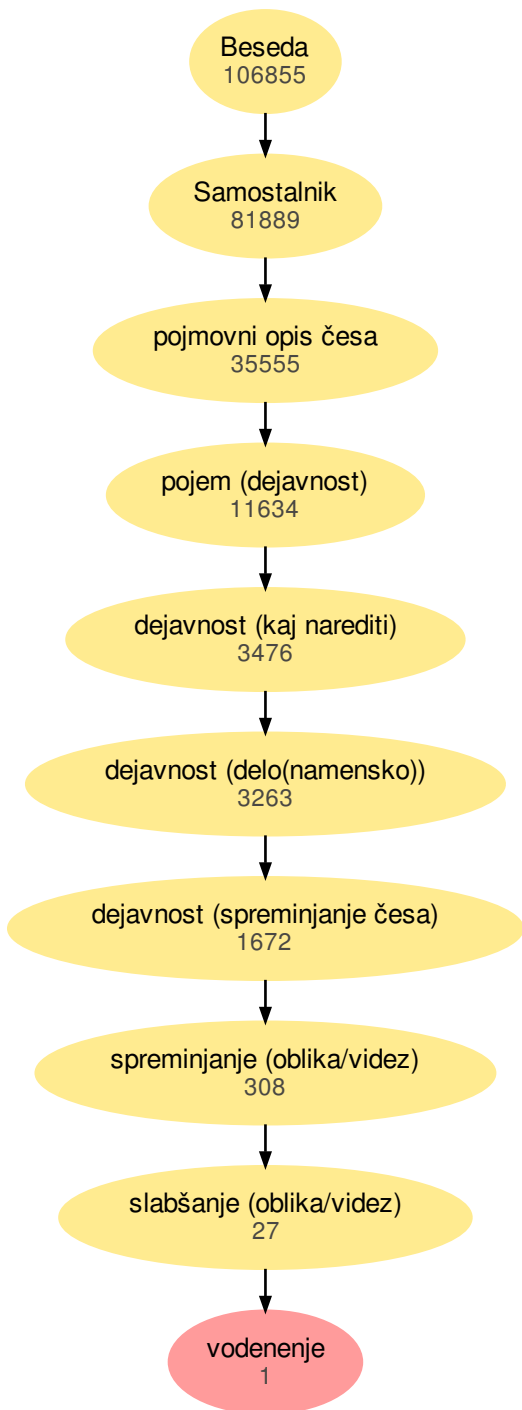 Beseda
106855
Samostalnik
81889
pojmovni opis česa
35555
pojem (dejavnost)
11634
dejavnost (kaj narediti)
3476
dejavnost (delo(namensko))
3263
dejavnost (spreminjanje česa)
1672
spreminjanje (oblika/videz)
308
slabšanje (oblika/videz)
27
vodenenje
1